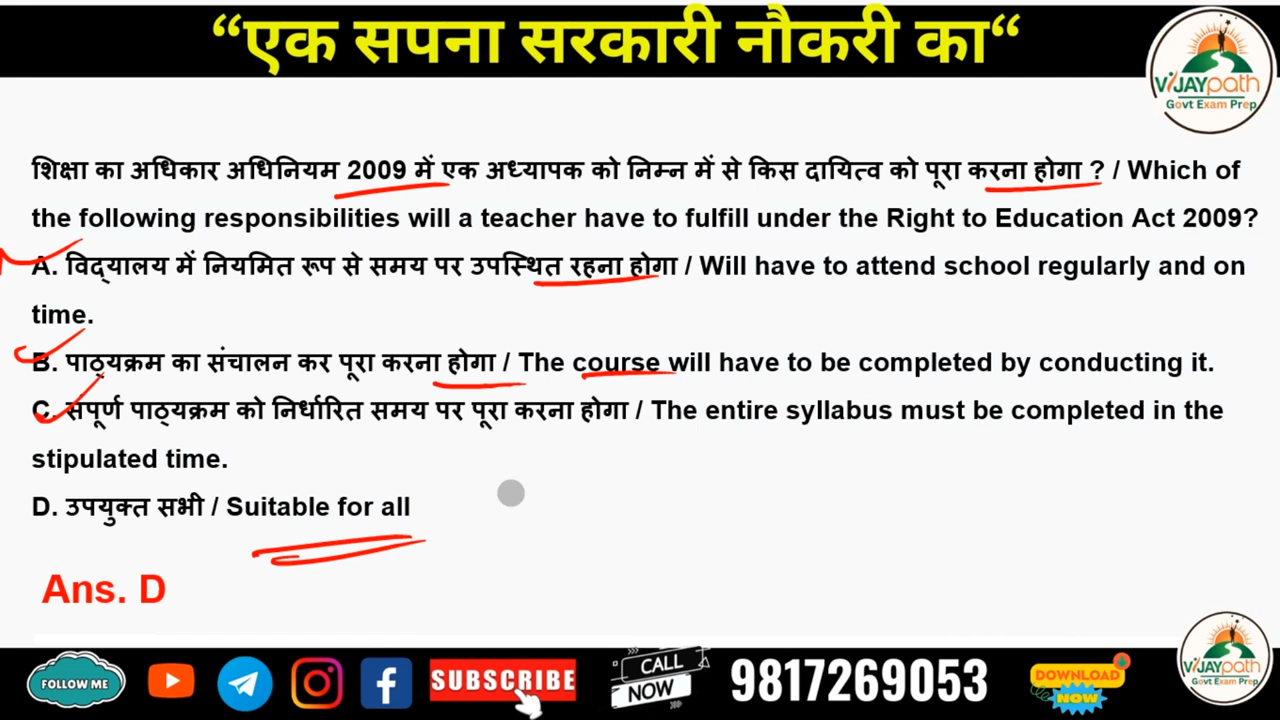 “एक सपना सरकारी नौकरी का“
VIJAYpath
Govt Exam Prep
शिक्षा का अधिकार अधिनियम 2009 में एक अध्यापक को निम्न में से किस दायित्व को पूरा करना होगा ? / Which of
the following responsibilities will a teacher have to fulfill under the Right to Education Act 2009?
A. विद्यालय में नियमित रूप से समय पर उपस्थित रहना होगा / Will have to attend school regularly and on
time.
B. पाठ्यक्रम का संचालन कर पूरा करना होगा / The course will have to be completed by conducting it.
C. संपूर्ण पाठ्यक्रम को निर्धारित समय पर पूरा करना होगा / The entire syllabus must be completed in the
stipulated time.
D. उपयुक्त सभी / Suitable for all
Ans. D
FOLLOW ME
SUBSCRIBE
CALL
NOW
9817269053
DOWNLOAD
NOW
VIJAYpath
Govt Exam Prep